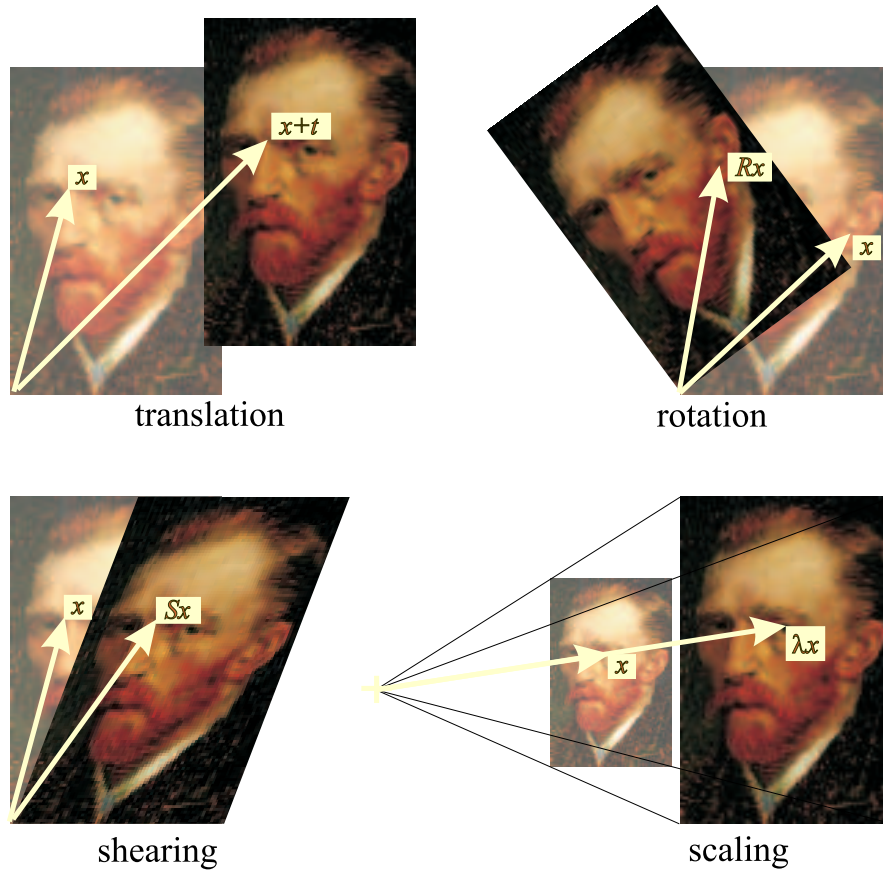 x
x+t
translation
Rx
x
rotation
x
Sx
shearing
x
λx
scaling